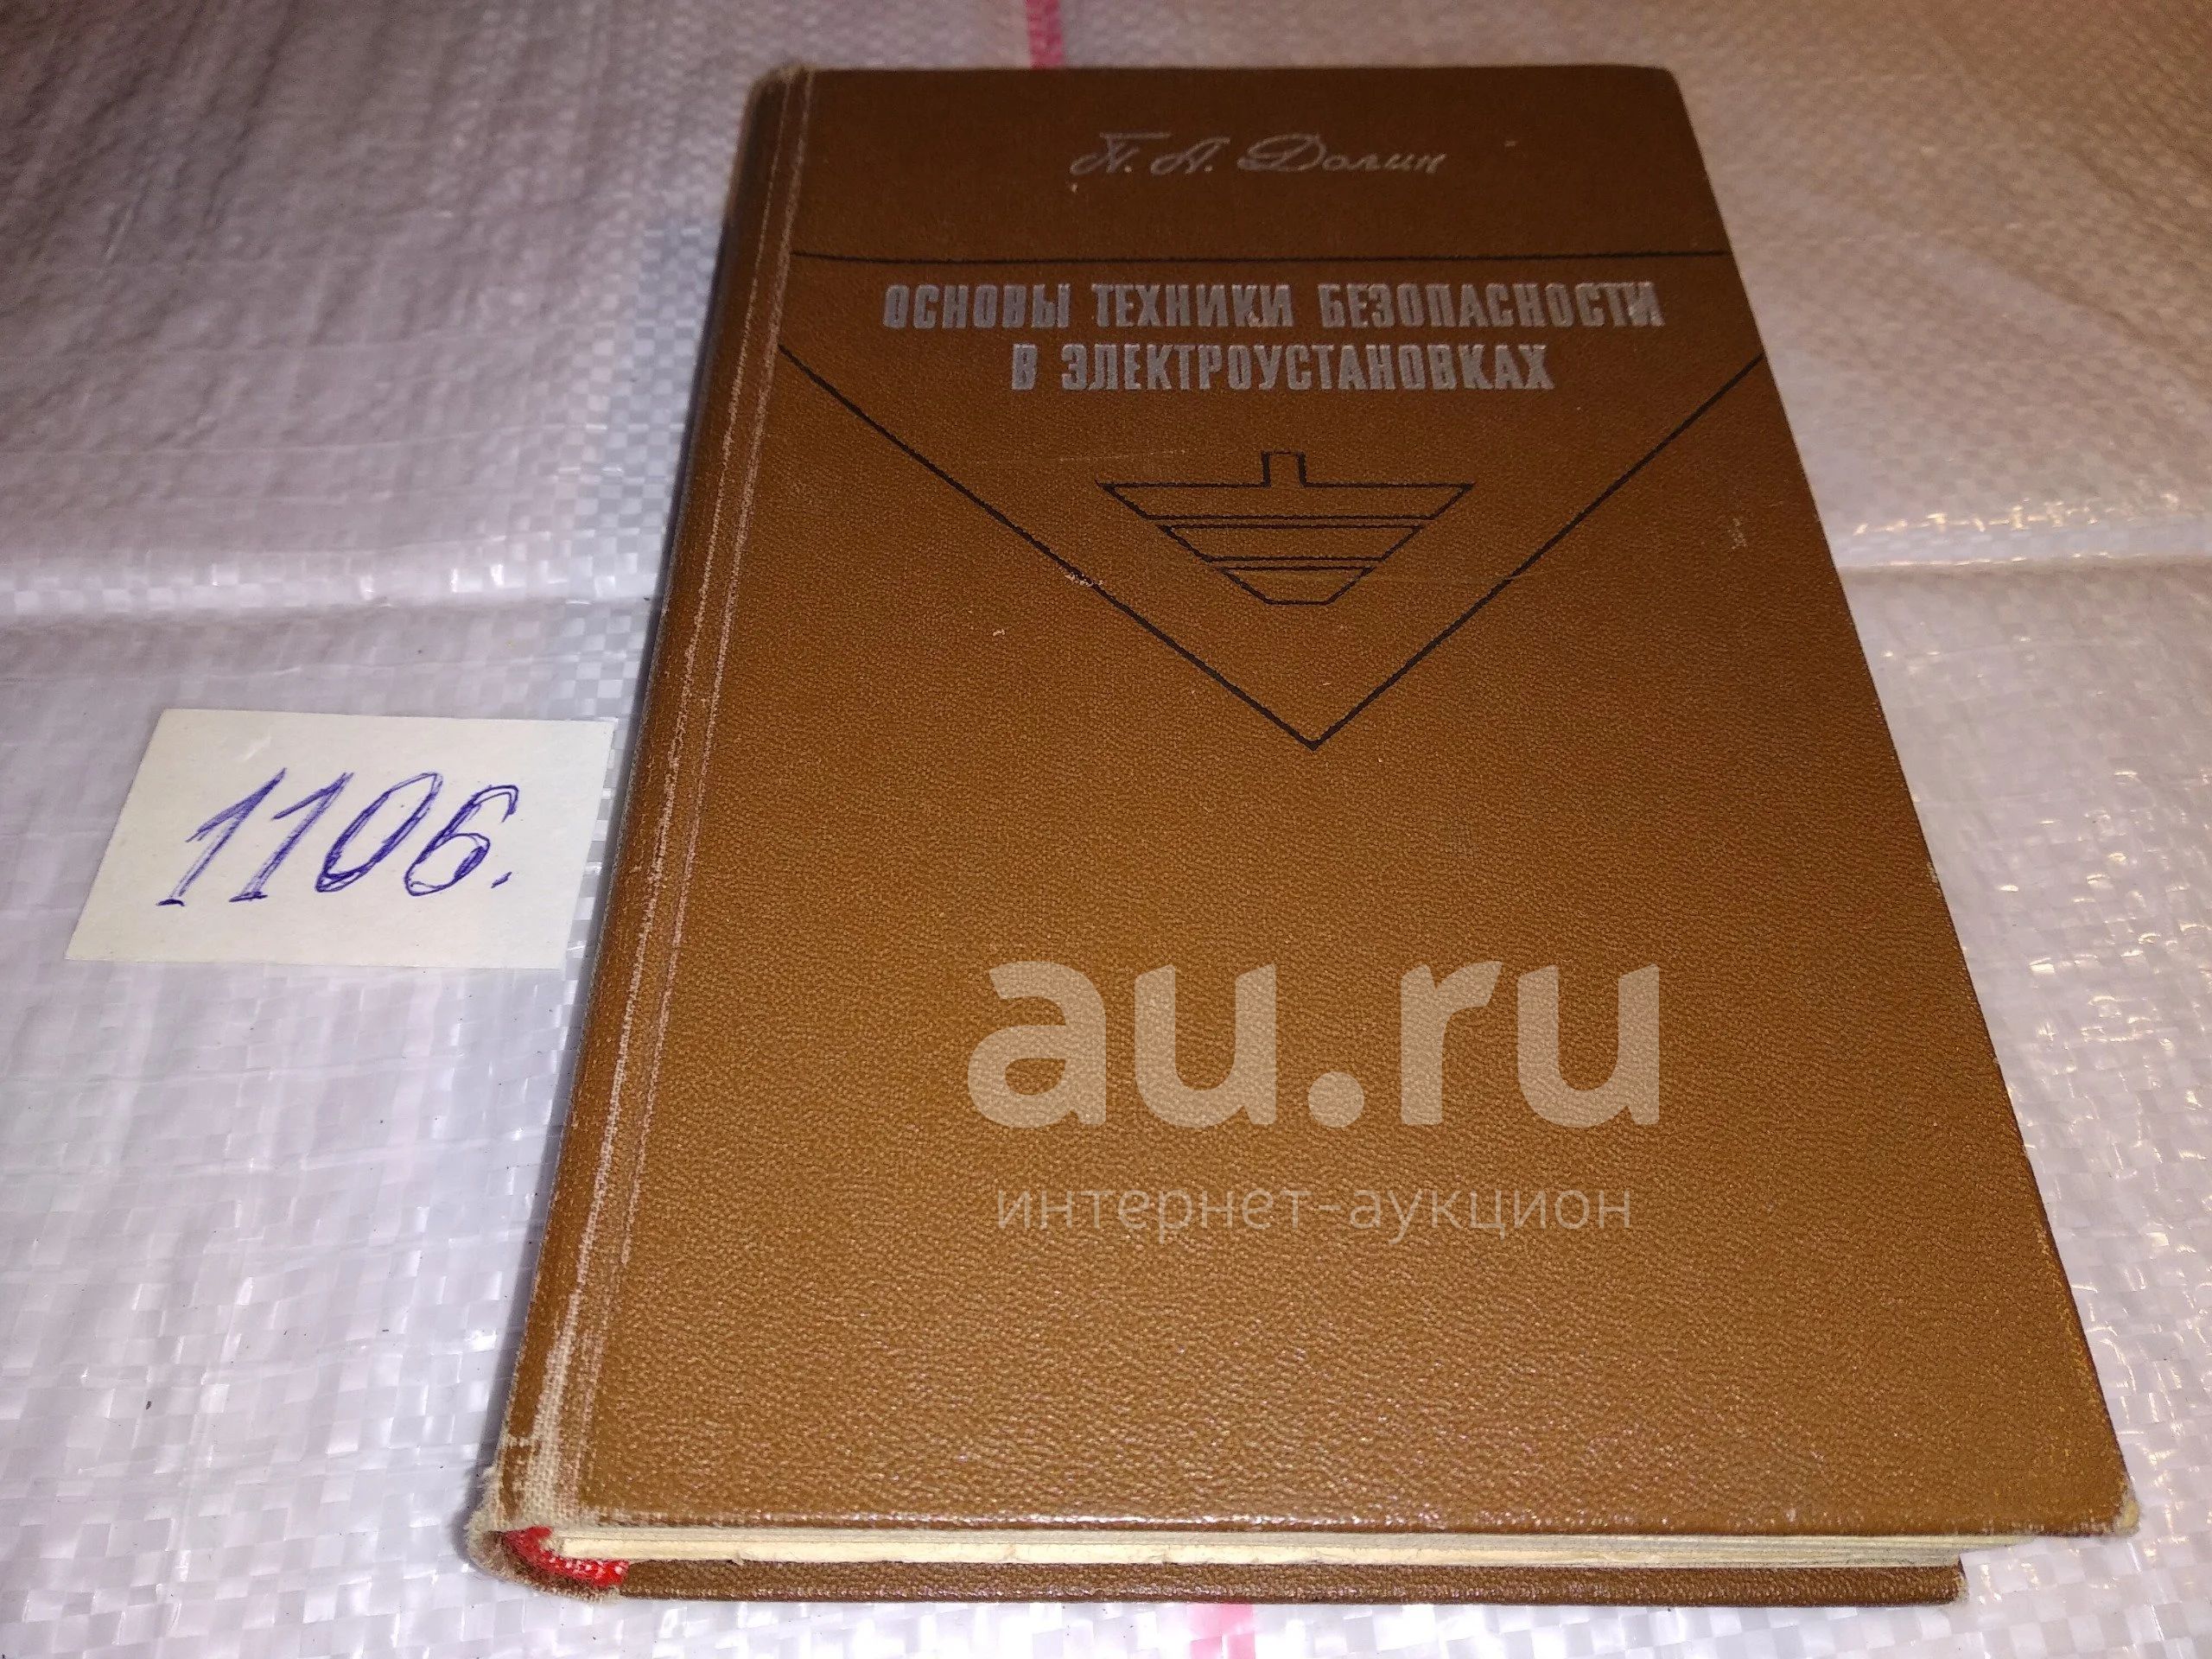 П. А. Долин
ОСНОВЫ ТЕХНИКИ БЕЗОПАСНОСТИ
В ЭЛЕКТРОУСТАНОВКАХ
1106.
au.ru
интернет-аукцион